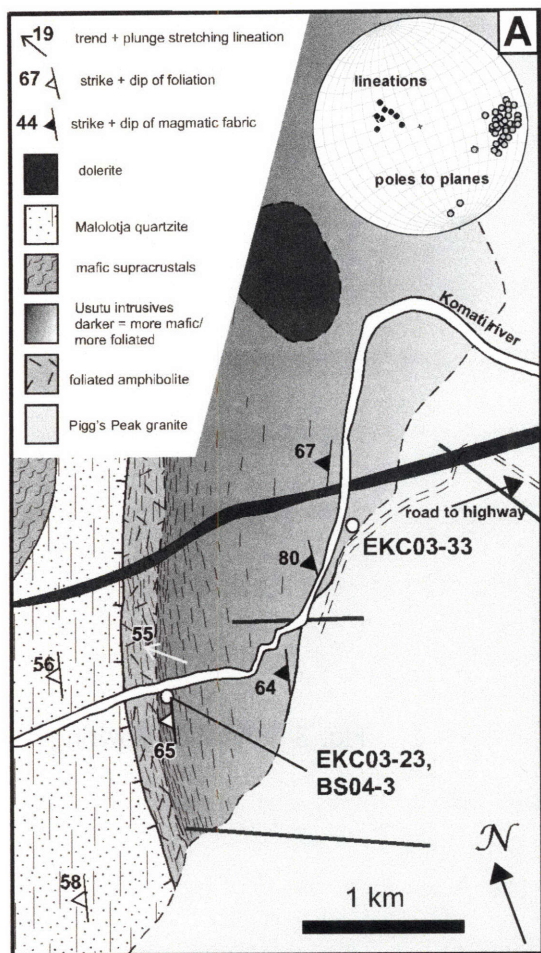 A
19 trend + plunge stretching lineation
67 strike + dip of foliation
44 strike + dip of magmatic fabric
dolerite
Malolotja quartzite
mafic supracrustals
Usutu intrusives
darker = more mafic/
more foliated
foliated amphibolite
Pigg's Peak granite
lineations
poles to planes
Komati river
67
road to highway
EKC03-33
80
55
56
64
65
EKC03-23,
BS04-3
58
N
1 km